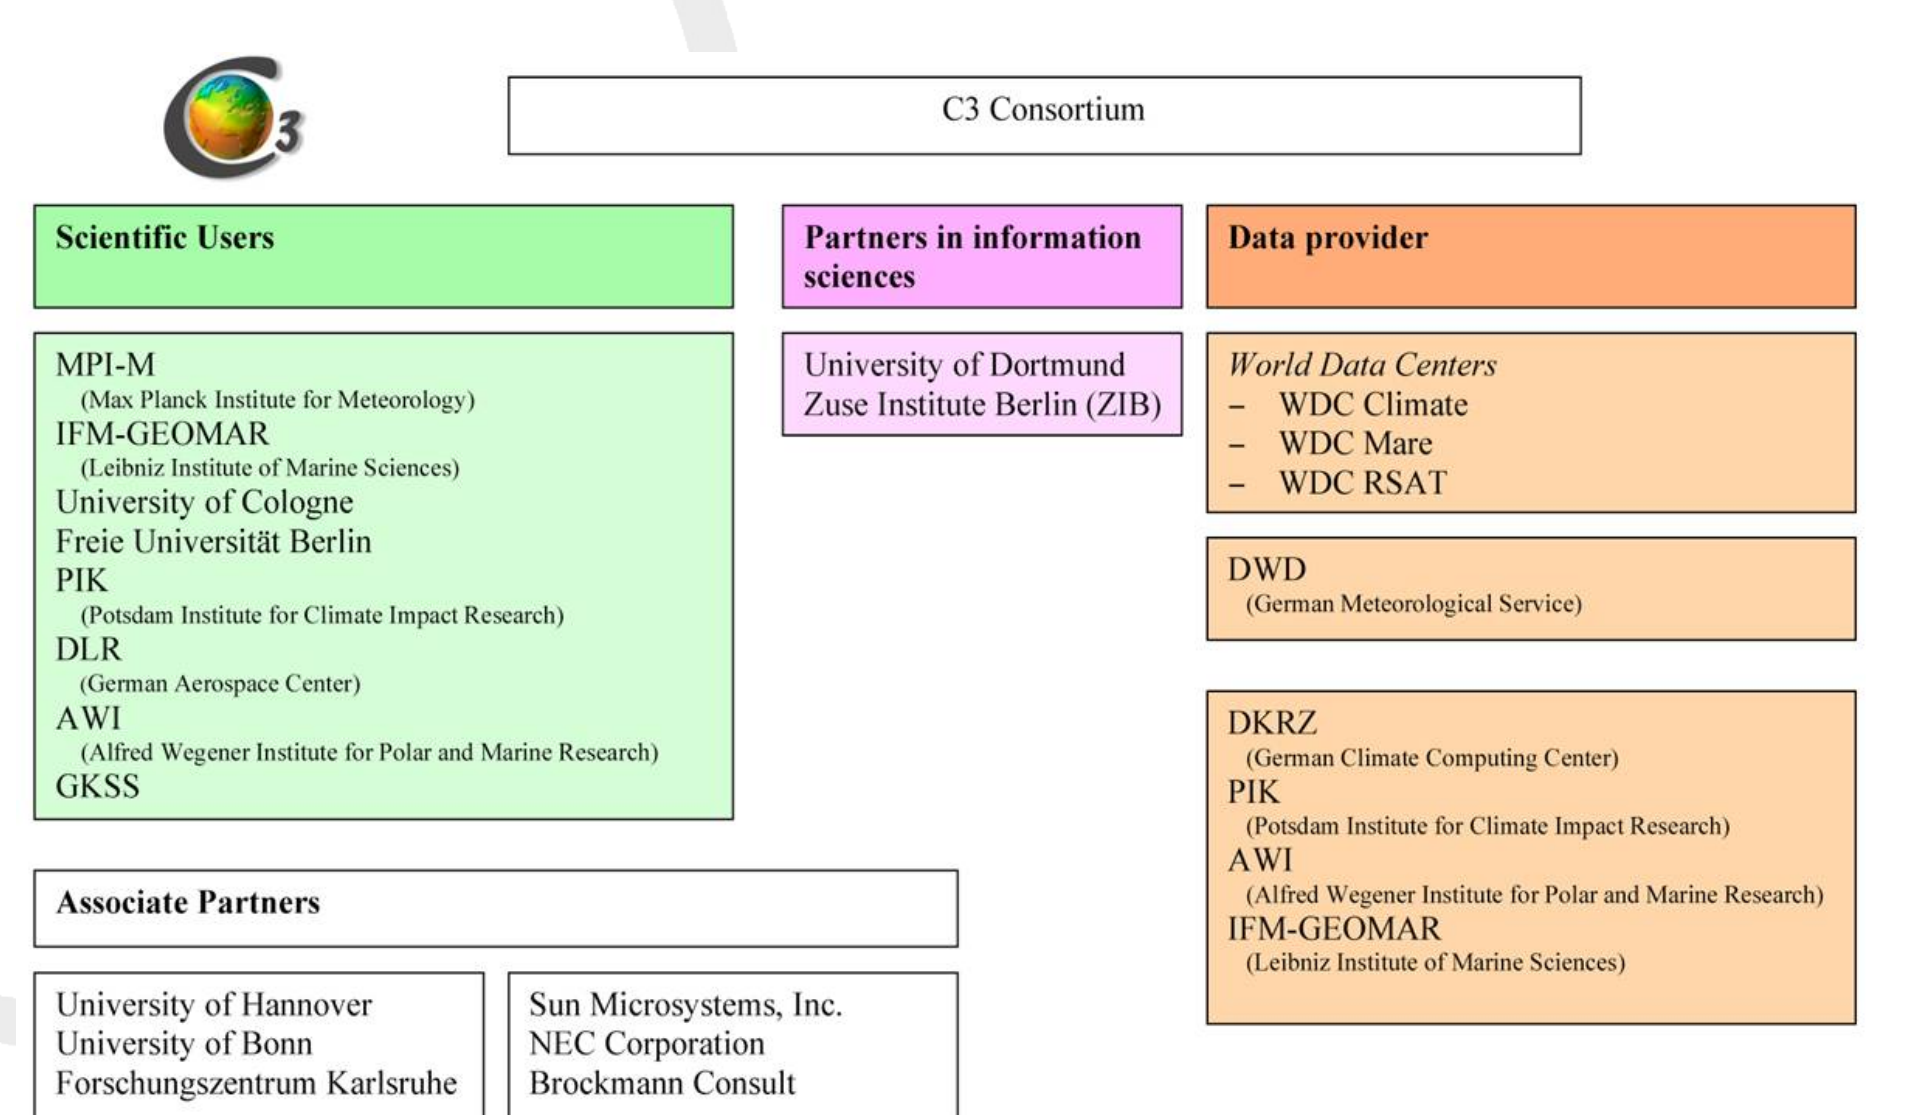 3
C3 Consortium
Scientific Users
MPI-M
(Max Planck Institute for Meteorology)
IFM-GEOMAR
(Leibniz Institute of Marine Sciences)
University of Cologne
Freie Universität Berlin
PIK
(Potsdam Institute for Climate Impact Research)
DLR
(German Aerospace Center)
AWI
(Alfred Wegener Institute for Polar and Marine Research)
GKSS
Partners in information
sciences
University of Dortmund
Zuse Institute Berlin (ZIB)
Data provider
World Data Centers
– WDC Climate
– WDC Mare
– WDC RSAT
DWD
(German Meteorological Service)
DKRZ
(German Climate Computing Center)
PIK
(Potsdam Institute for Climate Impact Research)
AWI
(Alfred Wegener Institute for Polar and Marine Research)
IFM-GEOMAR
(Leibniz Institute of Marine Sciences)
Associate Partners
University of Hannover
University of Bonn
Forschungszentrum Karlsruhe
Sun Microsystems, Inc.
NEC Corporation
Brockmann Consult